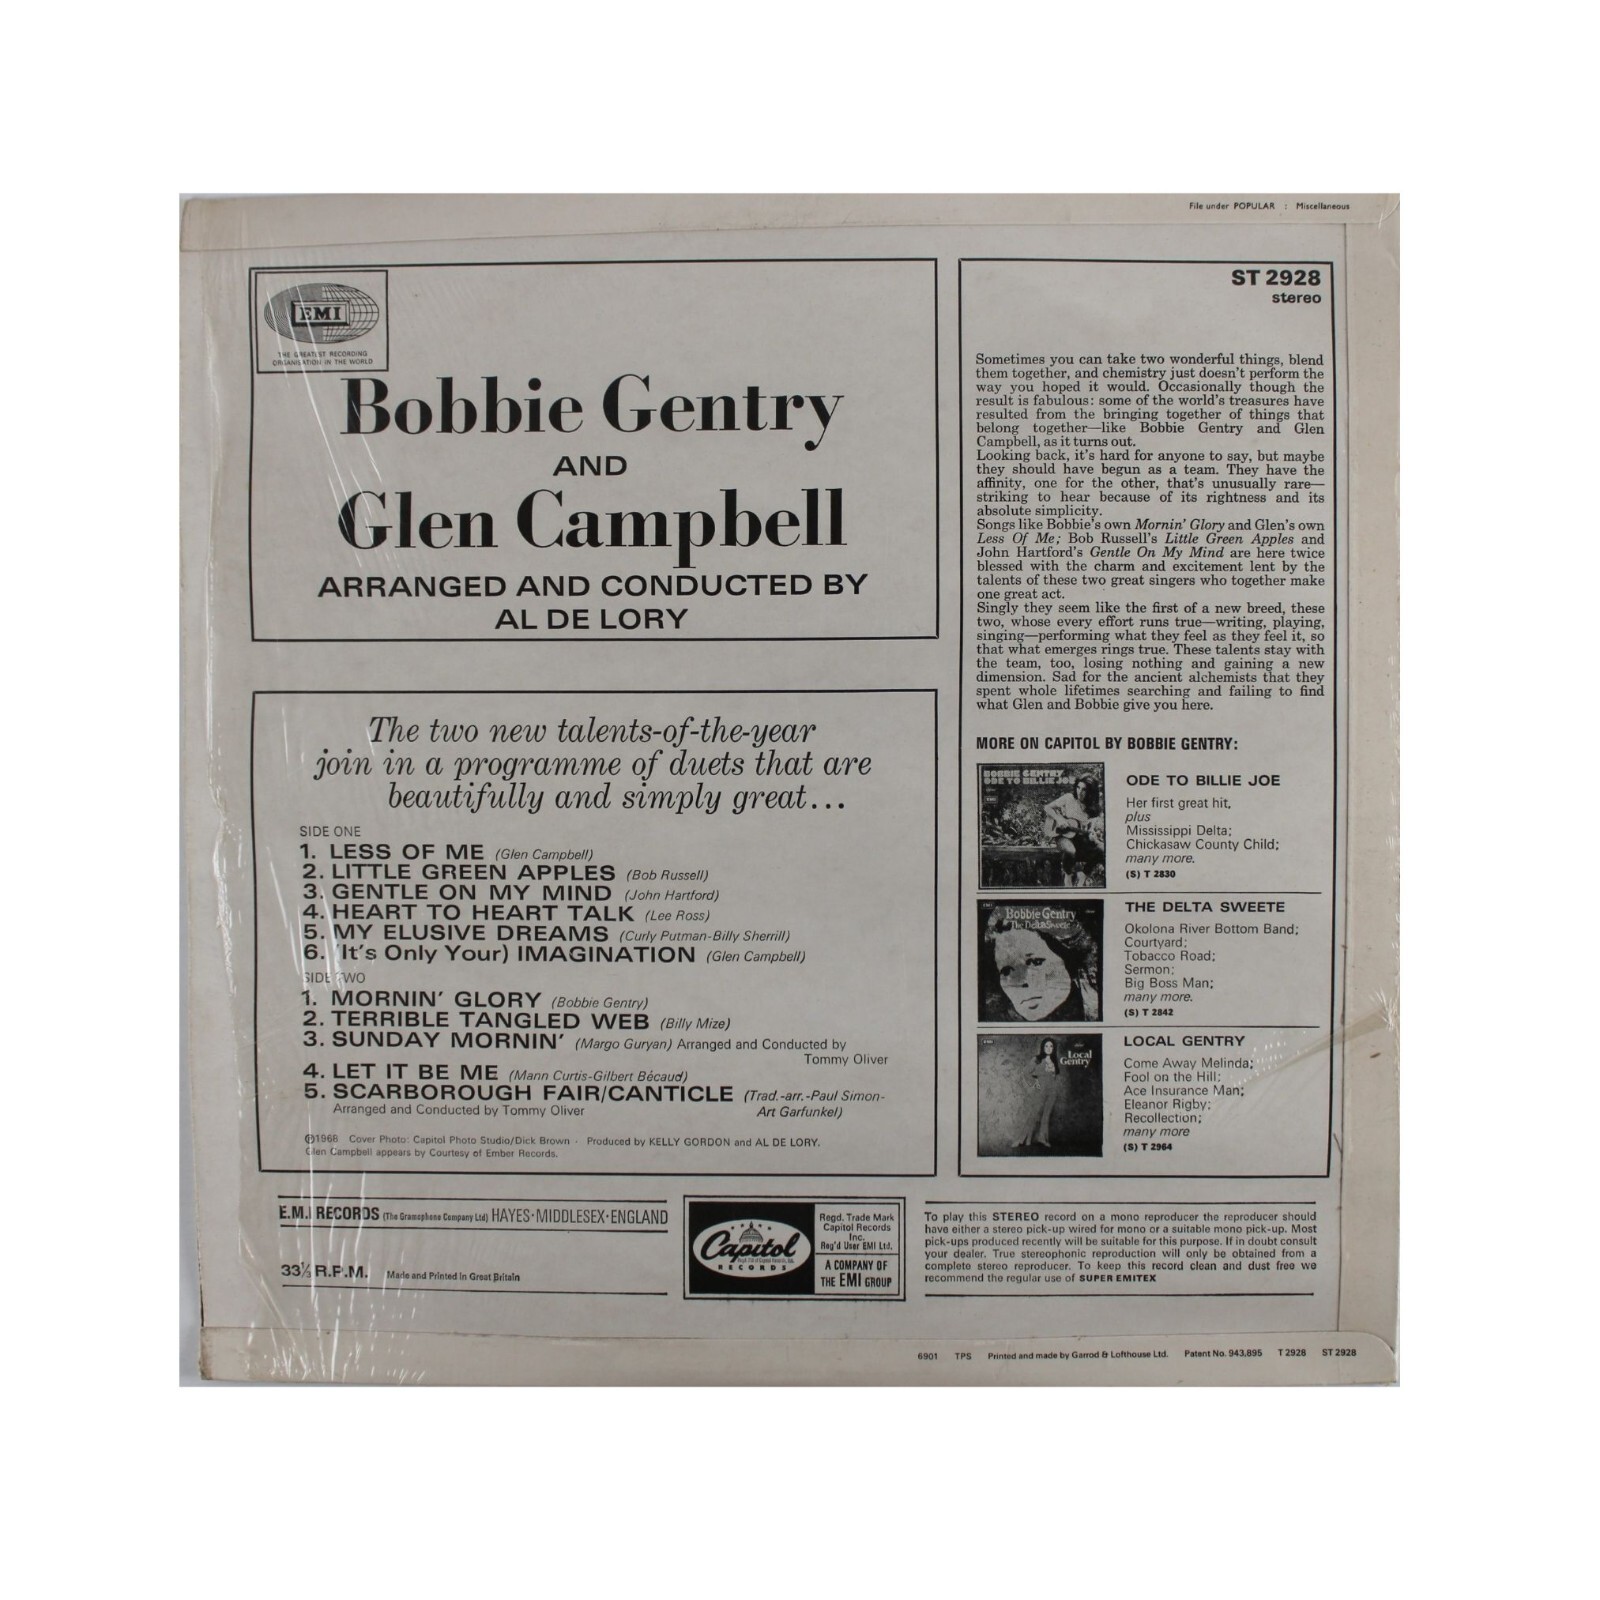 File under POPULAR : Miscellaneous
EMI
THE GREATEST RECORDING
ORGANISATION IN THE WORLD
Bobbie Gentry
AND
Glen Campbell
ARRANGED AND CONDUCTED BY
AL DE LORY
The two new talents-of-the-year
join in a programme of duets that are
beautifully and simply great...
SIDE ONE
1. LESS OF ME (Glen Campbell)
2. LITTLE GREEN APPLES (Bob Russell)
3. GENTLE ON MY MIND (John Hartford)
4. HEART TO HEART TALK (Lee Ross)
5. MY ELUSIVE DREAMS (Curly Putman-Billy Sherrill)
6. (It's Only Your) IMAGINATION (Glen Campbell)
SIDE TWO
1. MORNIN' GLORY (Bobbie Gentry)
2. TERRIBLE TANGLED WEB (Billy Mize)
3. SUNDAY MORNIN' (Margo Guryan) Arranged and Conducted by
Tommy Oliver
4. LET IT BE ME (Mann Curtis-Gilbert Bécaud)
5. SCARBOROUGH FAIR/CANTICLE (Trad.-arr.-Paul Simon-
Arranged and Conducted by Tommy Oliver Art Garfunkel)
℗1968 Cover Photo: Capitol Photo Studio/Dick Brown · Produced by KELLY GORDON and AL DE LORY.
Glen Campbell appears by Courtesy of Ember Records.
ST 2928
stereo
Sometimes you can take two wonderful things, blend
them together, and chemistry just doesn't perform the
way you hoped it would. Occasionally though the
result is fabulous: some of the world's treasures have
resulted from the bringing together of things that
belong together—like Bobbie Gentry and Glen
Campbell, as it turns out.
Looking back, it's hard for anyone to say, but maybe
they should have begun as a team. They have the
affinity, one for the other, that's unusually rare—
striking to hear because of its rightness and its
absolute simplicity.
Songs like Bobbie's own Mornin' Glory and Glen's own
Less Of Me; Bob Russell's Little Green Apples and
John Hartford's Gentle On My Mind are here twice
blessed with the charm and excitement lent by the
talents of these two great singers who together make
one great act.
Singly they seem like the first of a new breed, these
two, whose every effort runs true—writing, playing,
singing—performing what they feel as they feel it, so
that what emerges rings true. These talents stay with
the team, too, losing nothing and gaining a new
dimension. Sad for the ancient alchemists that they
spent whole lifetimes searching and failing to find
what Glen and Bobbie give you here.
MORE ON CAPITOL BY BOBBIE GENTRY:
BOBBIE GENTRY
ODE TO BILLIE JOE
EMI
ODE TO BILLIE JOE
Her first great hit,
plus
Mississippi Delta;
Chickasaw County Child;
many more.
(S) T 2830
Bobbie Gentry
The Delta Sweete
THE DELTA SWEETE
Okolona River Bottom Band;
Courtyard;
Tobacco Road;
Sermon;
Big Boss Man;
many more.
(S) T 2842
Local
Gentry
LOCAL GENTRY
Come Away Melinda;
Fool on the Hill;
Ace Insurance Man;
Eleanor Rigby;
Recollection;
many more
(S) T 2964
E.M.I RECORDS (The Gramophone Company Ltd) HAYES·MIDDLESEX·ENGLAND
33⅓ R.P.M. Made and Printed in Great Britain
Capitol
RECORDS
Regd. Trade Mark
Capitol Records
Inc.
Reg'd User EMI Ltd.
A COMPANY OF
THE EMI GROUP
To play this STEREO record on a mono reproducer the reproducer should
have either a stereo pick-up wired for mono or a suitable mono pick-up. Most
pick-ups produced recently will be suitable for this purpose. If in doubt consult
your dealer. True stereophonic reproduction will only be obtained from a
complete stereo reproducer. To keep this record clean and dust free we
recommend the regular use of SUPER EMITEX
6901 TPS Printed and made by Garrod & Lofthouse Ltd. Patent No. 943,895 T 2928 ST 2928